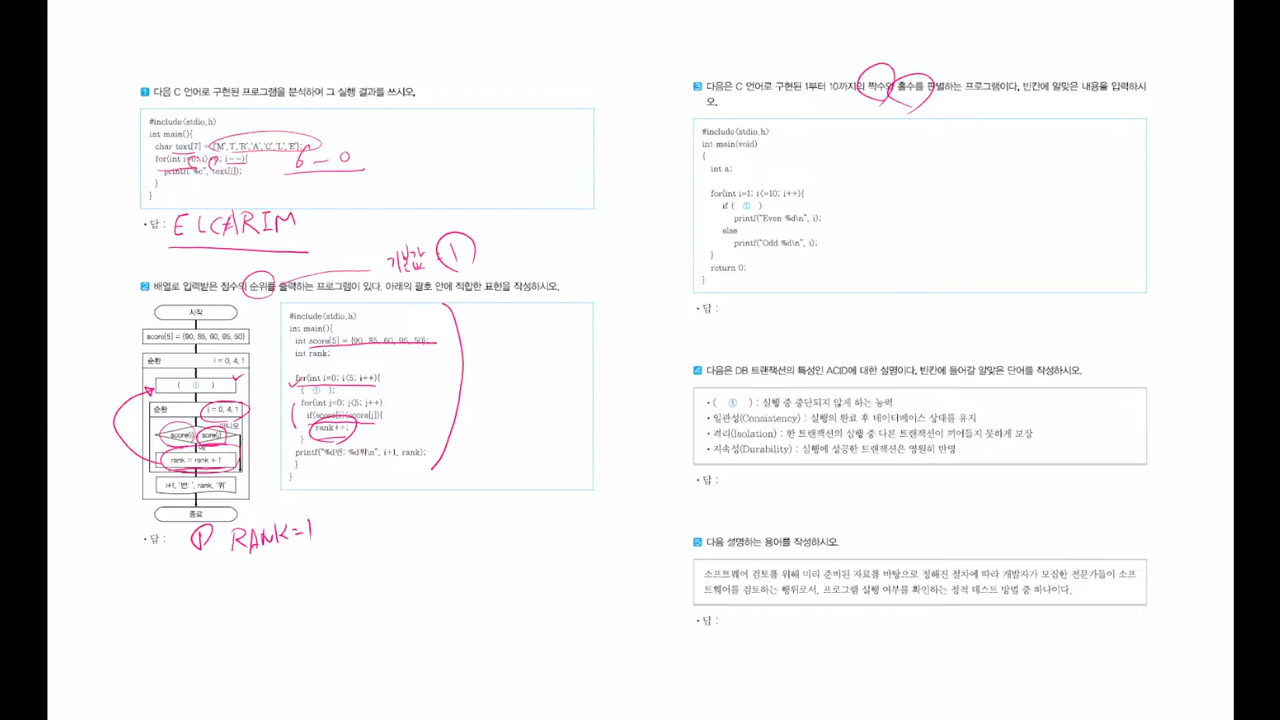 1 다음 C 언어로 구현된 프로그램을 분석하여 그 실행 결과를 쓰시오.
#include<stdio.h>
int main(){
char text[7] = {'M','I','R','A','C','L','E'};
for(int i=6; i>
i--){
6 - 0
printf("%c", text[i]);
}
}
• 답 :
ELCARIM
기본값 = 1
2 배열로 입력받은 점수의 순위를 출력하는 프로그램이 있다. 아래의 괄호 안에 적합한 표현을 작성하시오.
시작
score[5] = {90, 85, 60, 95, 50}
순환 i = 0, 4, 1
( ① )
순환 j = 0, 4, 1
아니오
rank = rank + 1
i+1, '번: ', rank, '위'
종료
#include<stdio.h>
int main(){
int score[5] = {90, 85, 60, 95, 50};
int rank;
for(int i=0; i<5; i++){
( ① );
for(int j=0; j<5; j++)
if(score[i]<score[j]){
rank++;
}
printf("%d번: %d위\n", i+1, rank);
}
}
• 답 :
① RANK=1
3 다음은 C 언어로 구현된 1부터 10까지의 짝수와 홀수를 판별하는 프로그램이다. 빈칸에 알맞은 내용을 입력하시
오.
#include<stdio.h>
int main(void)
{
int a;
for(int i=1; i<=10; i++){
if ( ① )
printf("Even %d\n", i);
else
printf("Odd %d\n", i);
}
return 0;
}
• 답 :
4 다음은 DB 트랜잭션의 특성인 ACID에 대한 설명이다. 빈칸에 들어갈 알맞은 단어를 작성하시오.
• ( ① ) : 실행 중 중단되지 않게 하는 능력
• 일관성(Consistency) : 실행의 완료 후 데이터베이스 상태를 유지
• 격리(Isolation) : 한 트랜잭션의 실행 중 다른 트랜잭션이 끼어들지 못하게 보장
• 지속성(Durability) : 실행에 성공한 트랜잭션은 영원히 반영
• 답 :
5 다음 설명하는 용어를 작성하시오.
소프트웨어 검토를 위해 미리 준비된 자료를 바탕으로 정해진 절차에 따라 개발자가 모집한 전문가들이 소프
트웨어를 검토하는 행위로서, 프로그램 실행 여부를 확인하는 정적 테스트 방법 중 하나이다.
• 답 :